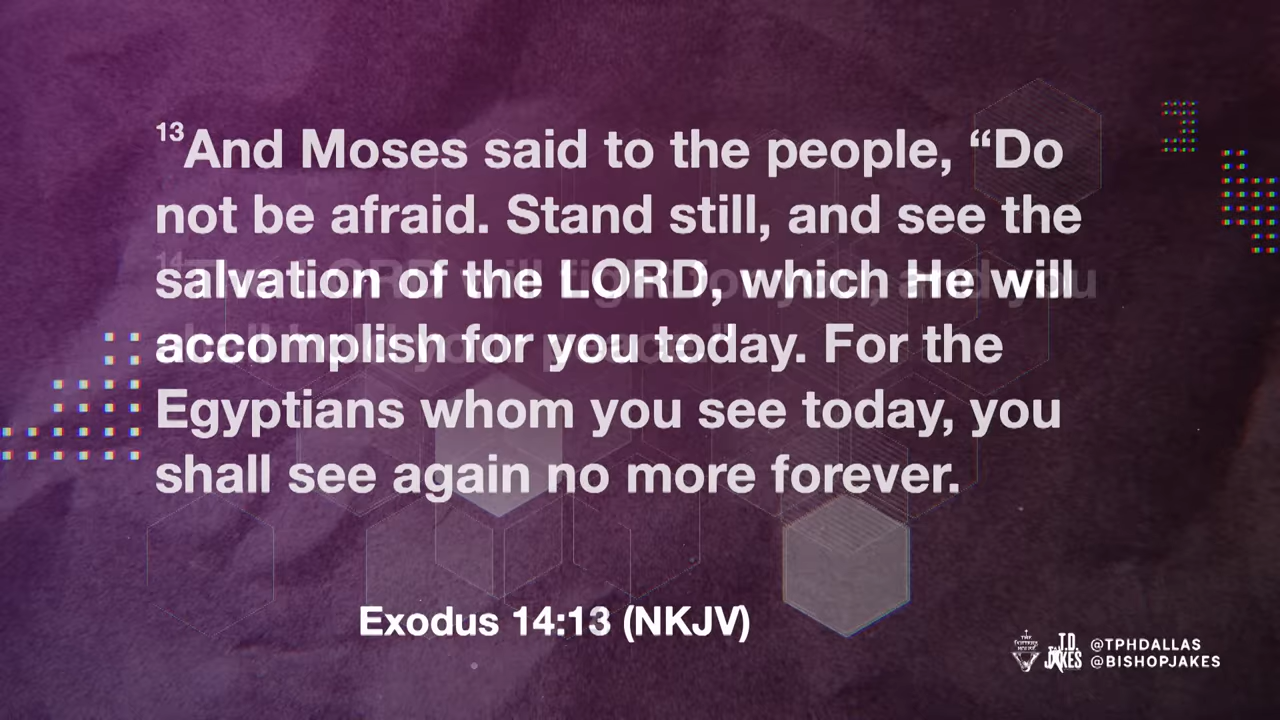 13And Moses said to the people, “Do
not be afraid. Stand still, and see the
salvation of the LORD, which He will
accomplish for you today. For the
Egyptians whom you see today, you
shall see again no more forever.
Exodus 14:13 (NKJV)
T.D.
JAKES
@TPHDALLAS
@BISHOPJAKES